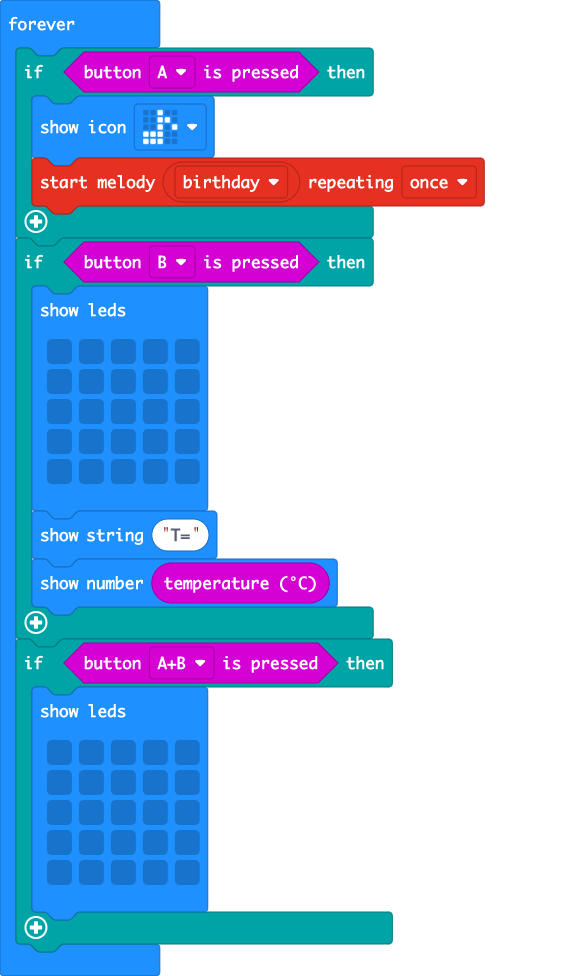 forever
if button A is pressed then
show icon
start melody birthday repeating once
if button B is pressed then
show leds
show string "T="
show number temperature (°C)
if button A+B is pressed then
show leds